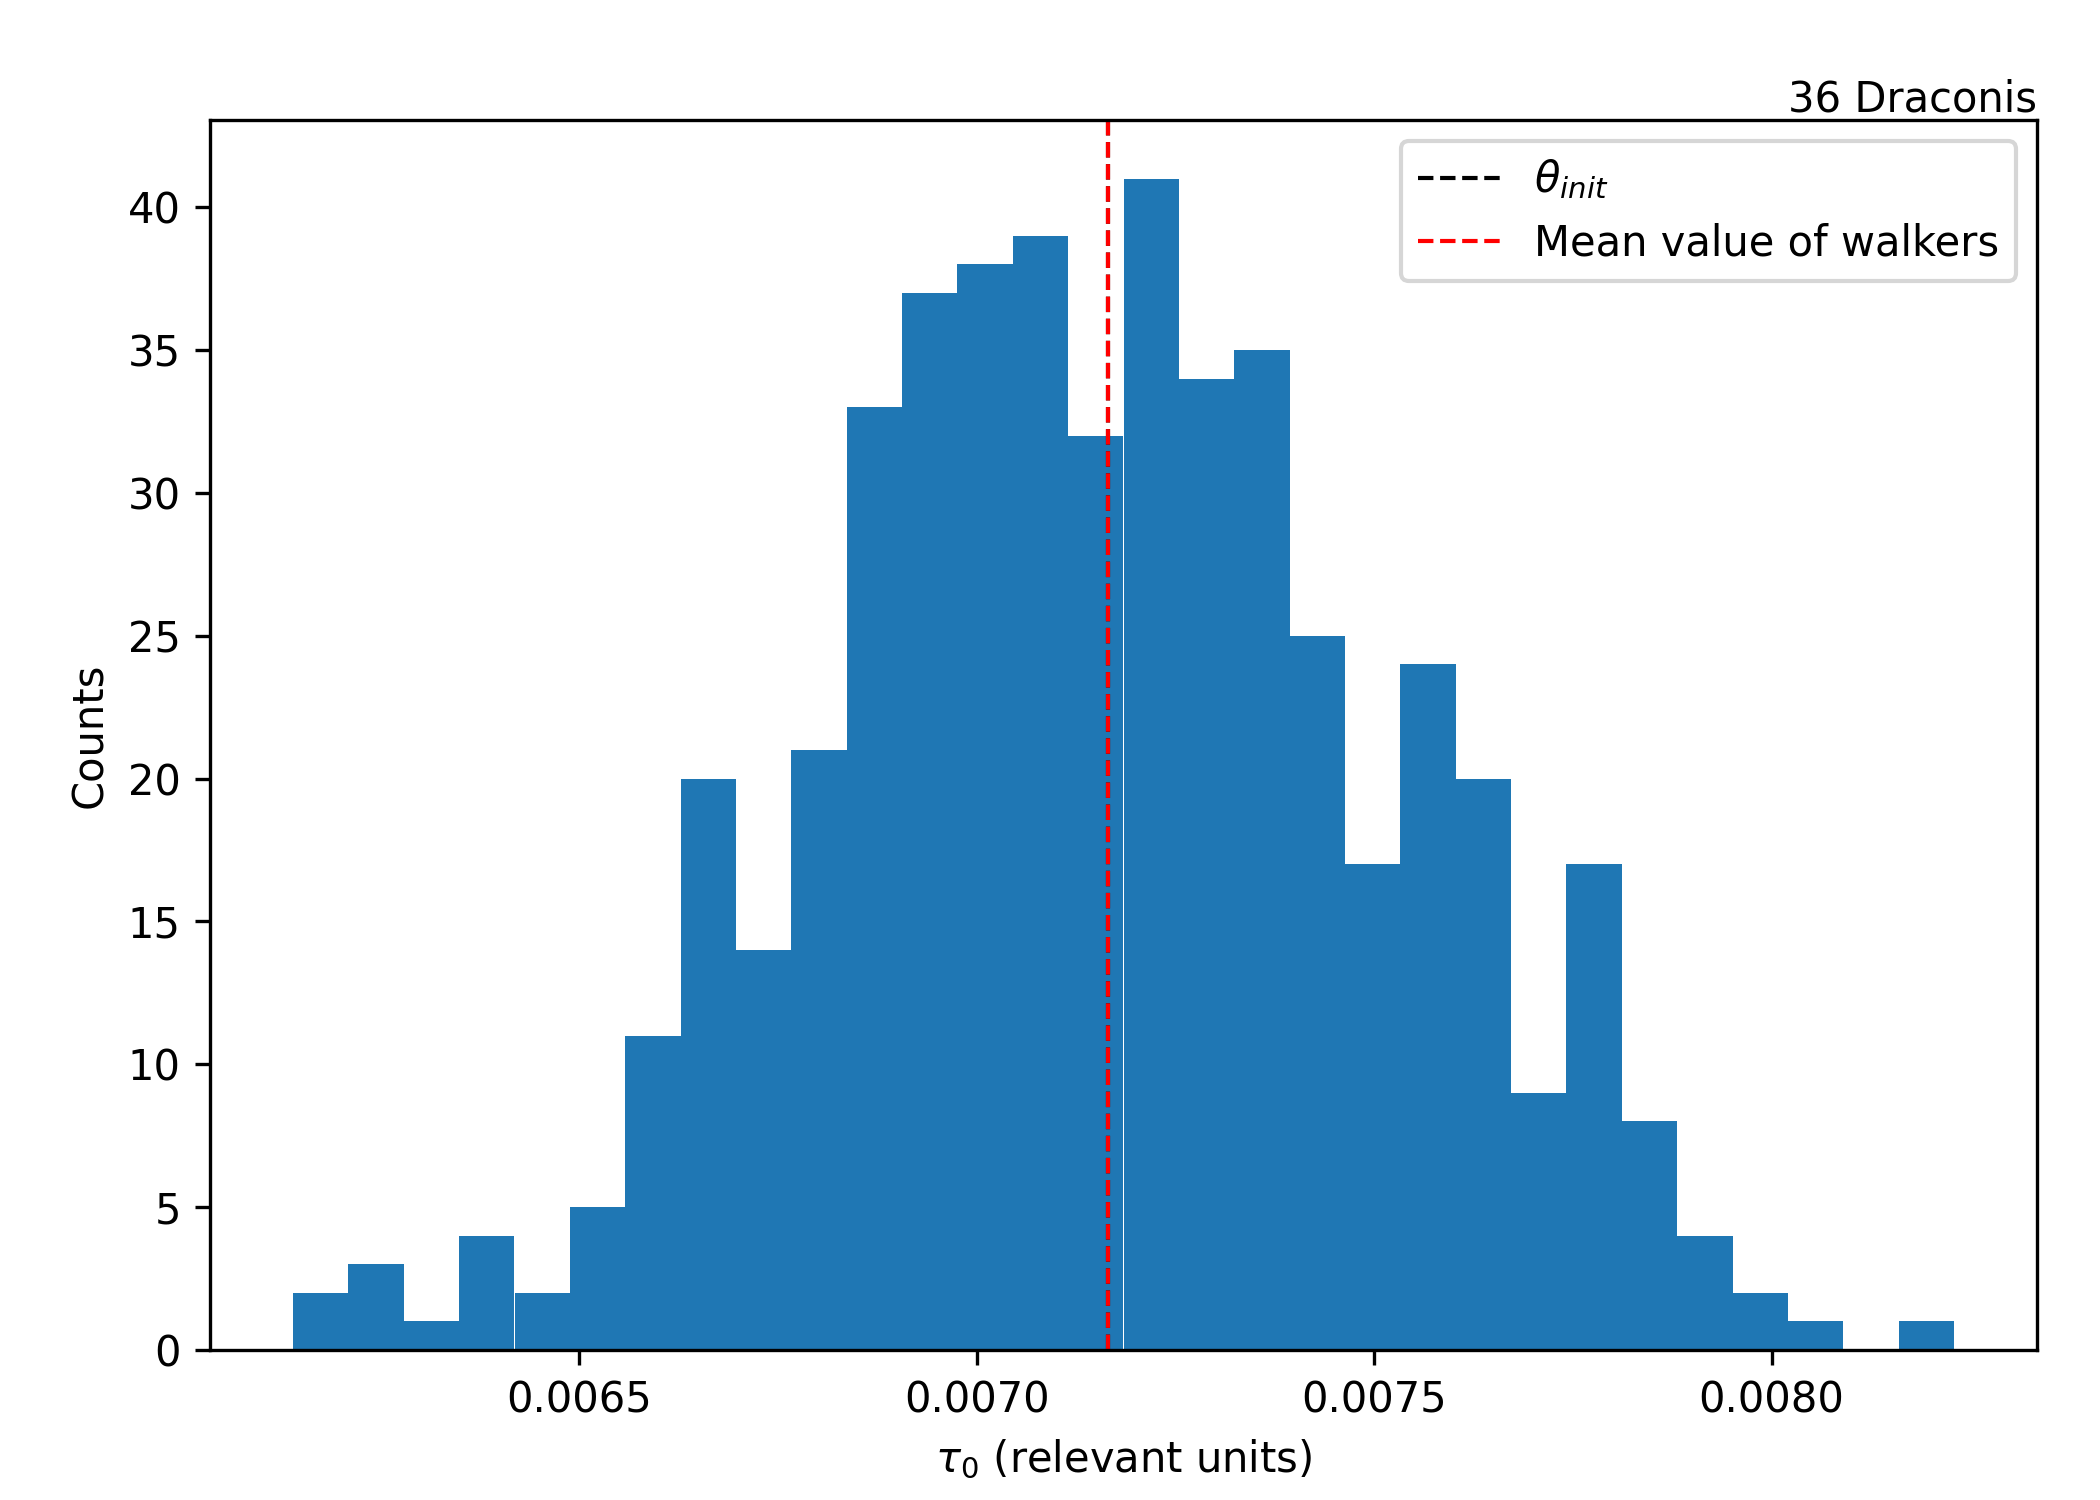 36 Draconis
θinit
Mean value of walkers
40
35
30
25
20
15
10
5
0
Counts
0.0065 0.0070 0.0075 0.0080
τ0 (relevant units)